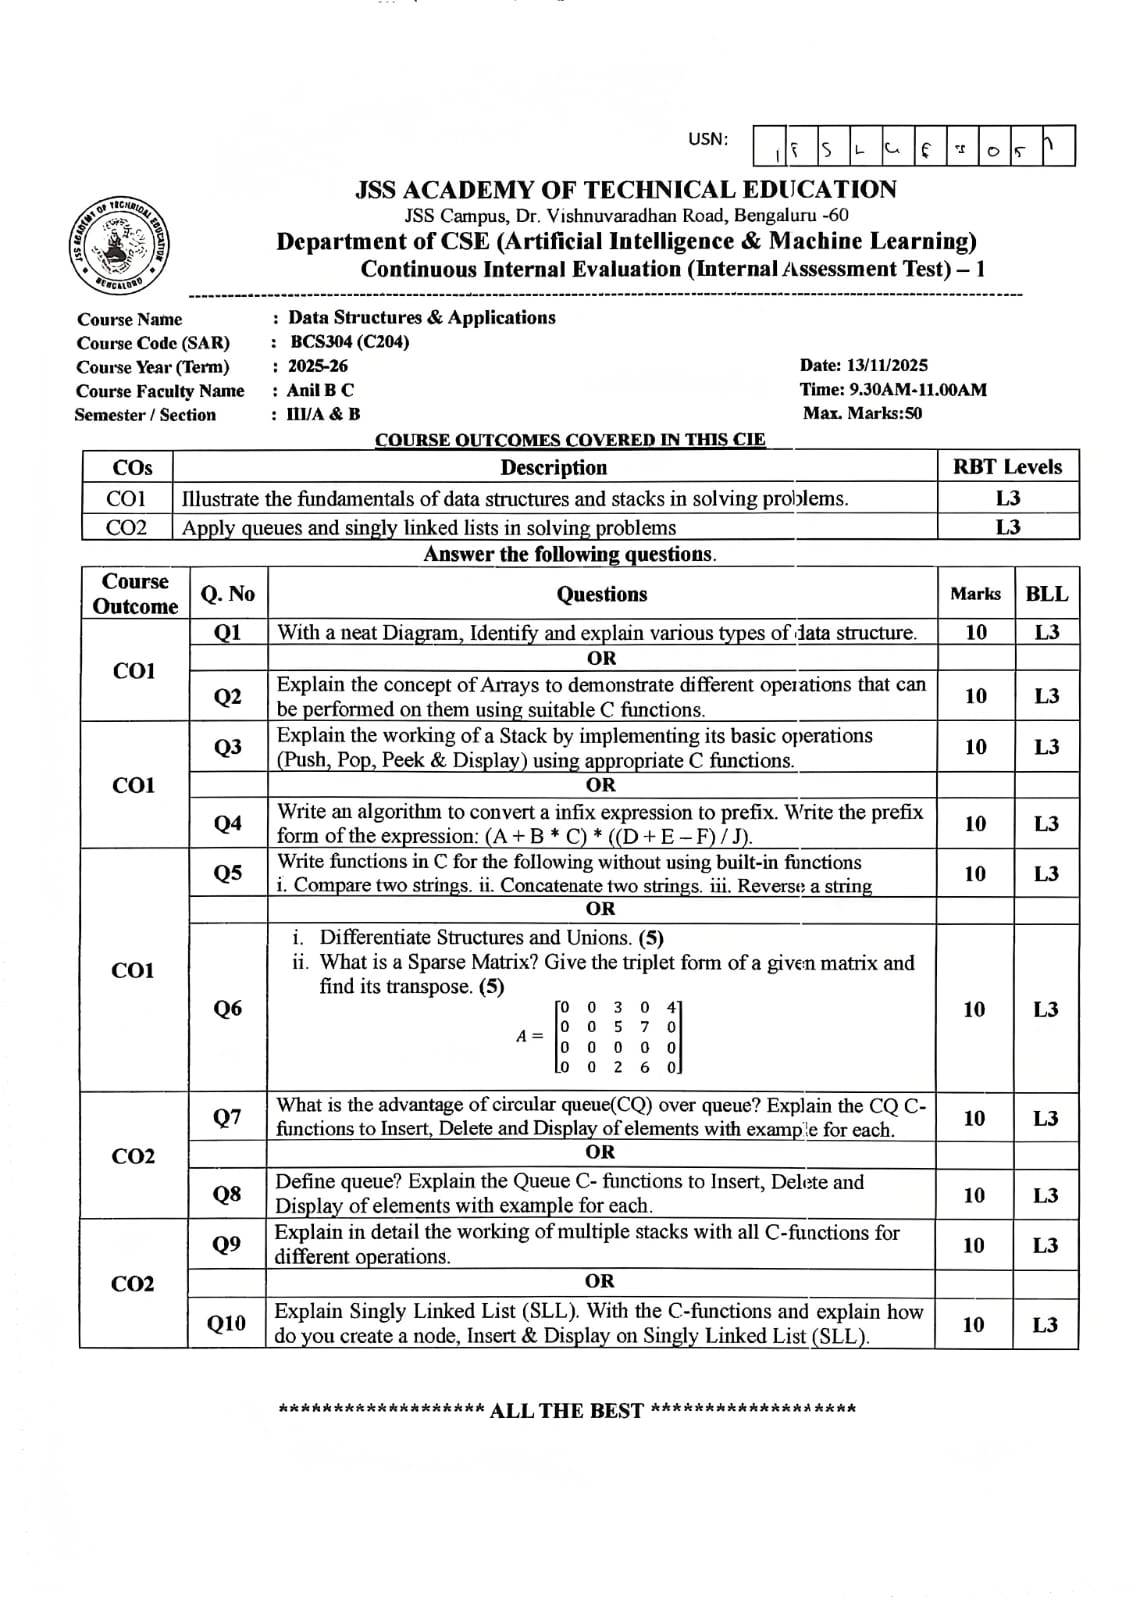 USN:
JSS ACADEMY OF TECHNICAL EDUCATION
JSS Campus, Dr. Vishnuvaradhan Road, Bengaluru -60
Department of CSE (Artificial Intelligence & Machine Learning)
Continuous Internal Evaluation (Internal Assessment Test) – 1
JSS ACADEMY OF TECHNICAL EDUCATION
BENGALURU
Course Name : Data Structures & Applications
Course Code (SAR) : BCS304 (C204)
Course Year (Term) : 2025-26 Date: 13/11/2025
Course Faculty Name : Anil B C Time: 9.30AM-11.00AM
Semester / Section : III/A & B Max. Marks:50
COURSE OUTCOMES COVERED IN THIS CIE
COs Description RBT Levels
CO1 Illustrate the fundamentals of data structures and stacks in solving problems. L3
CO2 Apply queues and singly linked lists in solving problems L3
Answer the following questions.
Course Outcome Q. No Questions Marks BLL
CO1 Q1 With a neat Diagram, Identify and explain various types of data structure. 10 L3
OR
Q2 Explain the concept of Arrays to demonstrate different operations that can
be performed on them using suitable C functions. 10 L3
CO1 Q3 Explain the working of a Stack by implementing its basic operations
(Push, Pop, Peek & Display) using appropriate C functions. 10 L3
OR
Q4 Write an algorithm to convert a infix expression to prefix. Write the prefix
form of the expression: (A + B * C) * ((D + E – F) / J). 10 L3
CO1 Q5 Write functions in C for the following without using built-in functions
i. Compare two strings. ii. Concatenate two strings. iii. Reverse a string 10 L3
OR
Q6 i. Differentiate Structures and Unions. (5)
ii. What is a Sparse Matrix? Give the triplet form of a given matrix and
find its transpose. (5) 10 L3
A =
0 0 3 0 4
0 0 5 7 0
0 0 0 0 0
0 0 2 6 0
CO2 Q7 What is the advantage of circular queue(CQ) over queue? Explain the CQ C-
functions to Insert, Delete and Display of elements with example for each. 10 L3
OR
Q8 Define queue? Explain the Queue C- functions to Insert, Delete and
Display of elements with example for each. 10 L3
CO2 Q9 Explain in detail the working of multiple stacks with all C-functions for
different operations. 10 L3
OR
Q10 Explain Singly Linked List (SLL). With the C-functions and explain how
do you create a node, Insert & Display on Singly Linked List (SLL). 10 L3
******************* ALL THE BEST *******************